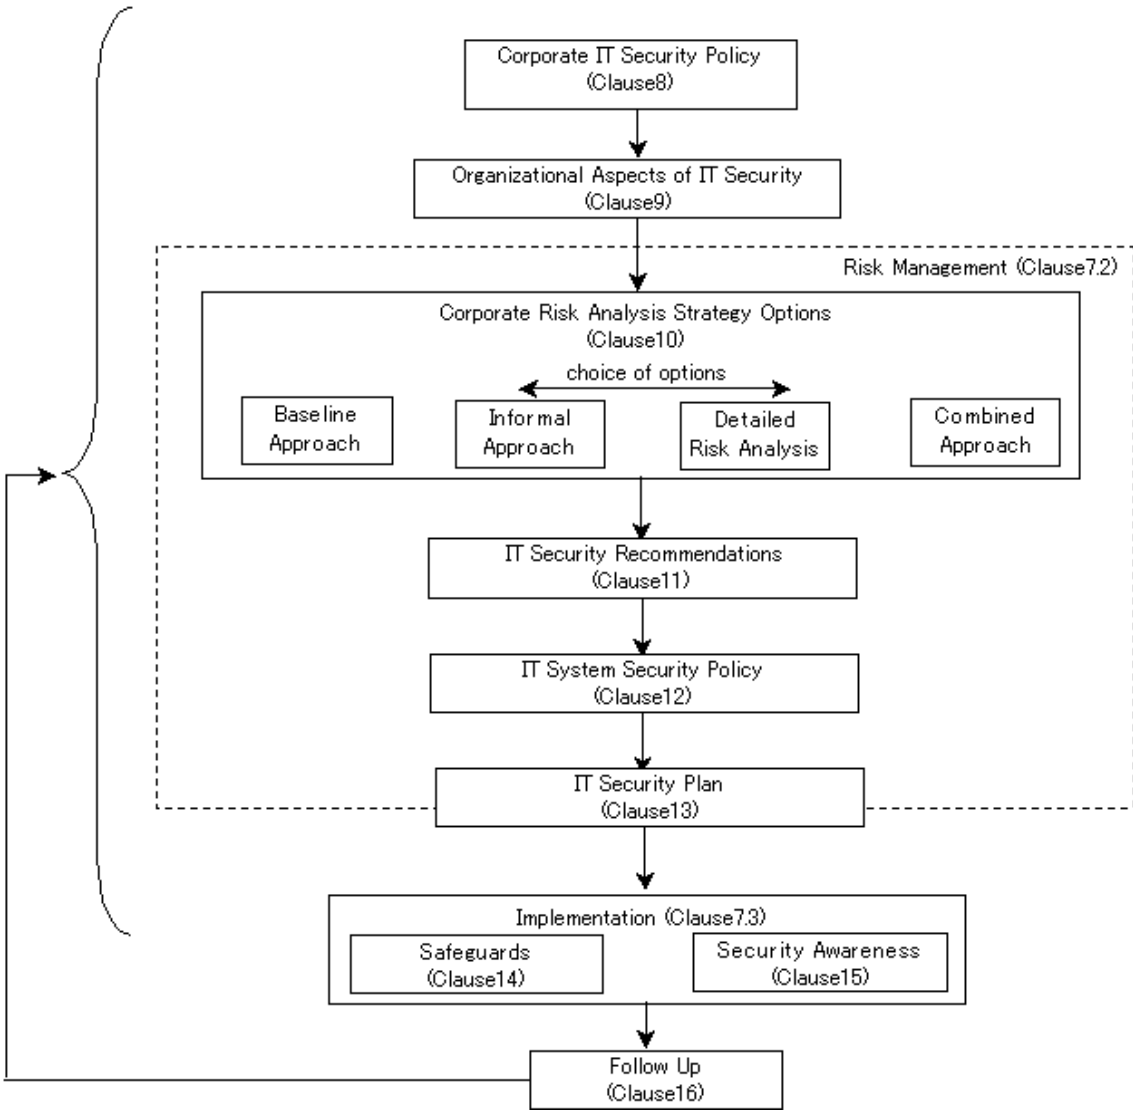 Corporate IT Security Policy
(Clause8)
Organizational Aspects of IT Security
(Clause9)
Risk Management (Clause7.2)
Corporate Risk Analysis Strategy Options
(Clause10)
choice of options
Baseline
Approach
Informal
Approach
Detailed
Risk Analysis
Combined
Approach
IT Security Recommendations
(Clause11)
IT System Security Policy
(Clause12)
IT Security Plan
(Clause13)
Implementation (Clause7.3)
Safeguards
(Clause14)
Security Awareness
(Clause15)
Follow Up
(Clause16)